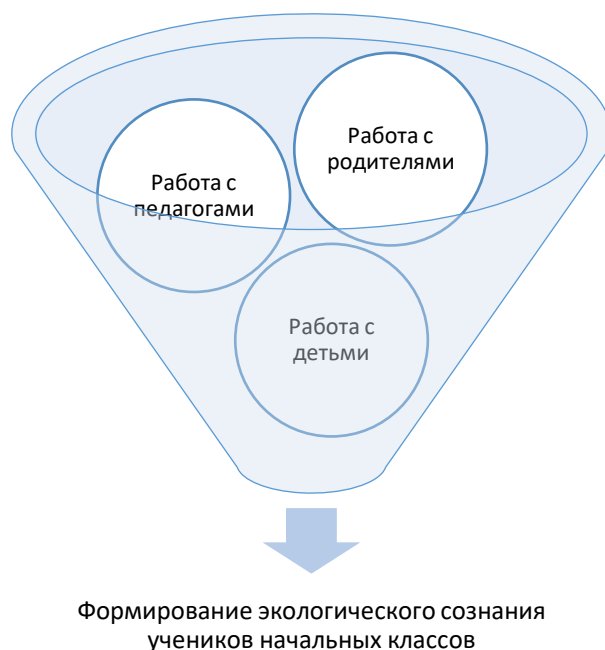 Работа с
родителями
Работа с
педагогами
Работа с
детьми
Формирование экологического сознания
учеников начальных классов